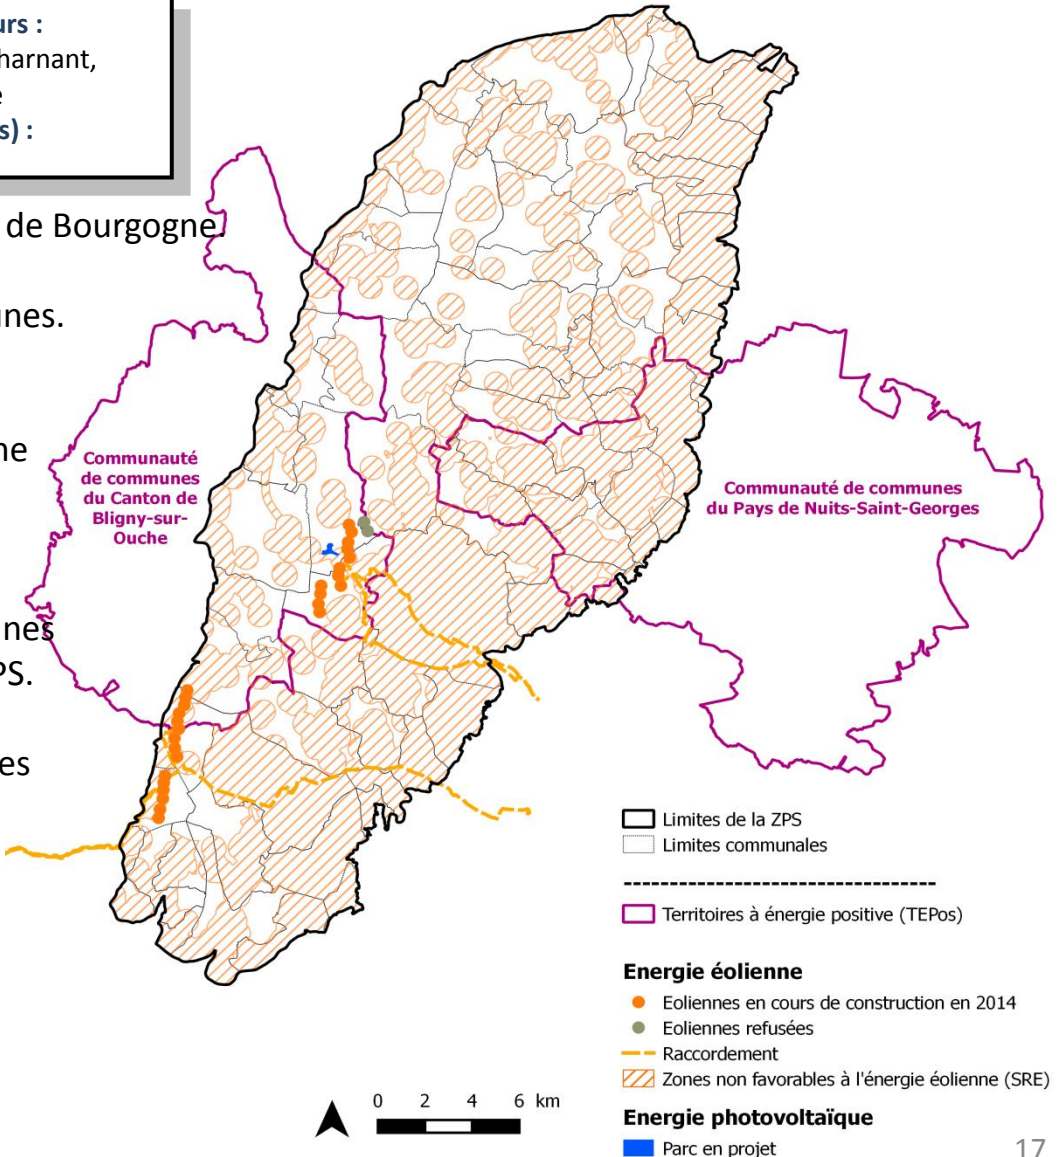 urs :
harnant,
e
s) :
de Bourgogne.
unes.
ne
nes
PS.
es
Communauté
de communes
du Canton de
Bligny-sur-
Ouche
Communauté de communes
du Pays de Nuits-Saint-Georges
Limites de la ZPS
Limites communales
Territoires à énergie positive (TEPos)
Energie éolienne
Eoliennes en cours de construction en 2014
Eoliennes refusées
Raccordement
Zones non favorables à l'énergie éolienne (SRE)
0 2 4 6 km
Energie photovoltaïque
Parc en projet
17